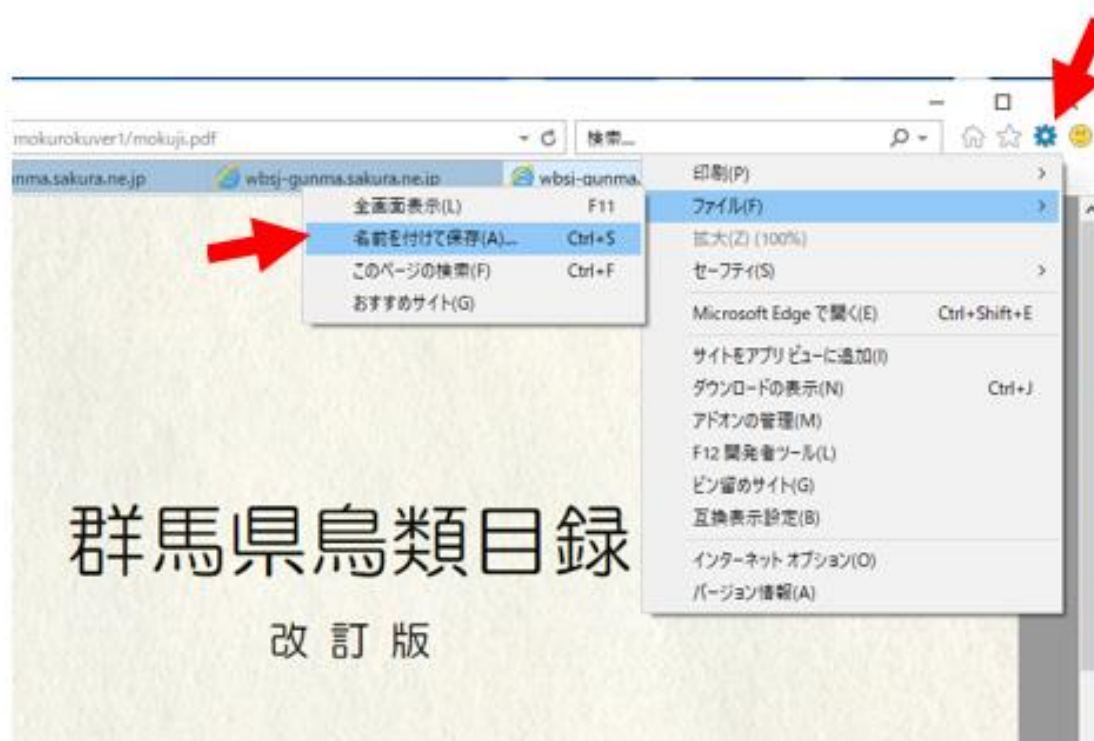 mokurokuver1/mokuji.pdf
検索...
nma.sakura.ne.jp
wbsj-gunma.sakura.ne.jp
wbsj-gunma.
印刷(P)
ファイル(F)
拡大(Z) (100%)
セーフティ(S)
Microsoft Edge で開く(E) Ctrl+Shift+E
サイトをアプリ ビューに追加(I)
ダウンロードの表示(N) Ctrl+J
アドオンの管理(M)
F12 開発者ツール(L)
ピン留めサイト(G)
互換表示設定(B)
インターネット オプション(O)
バージョン情報(A)
全画面表示(L) F11
名前を付けて保存(A)... Ctrl+S
このページの検索(F) Ctrl+F
おすすめサイト(G)
群馬県鳥類目録
改訂版